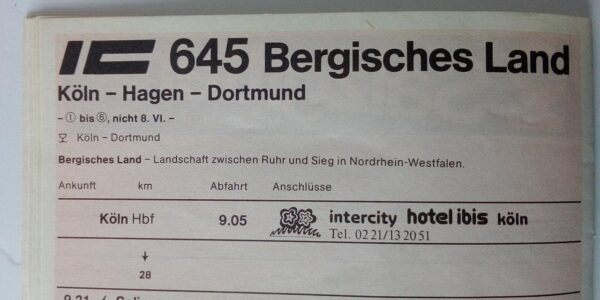 IC 645 Bergisches Land
Köln – Hagen – Dortmund
– ① bis ⑥, nicht 8. VI. –
Köln – Dortmund
Bergisches Land – Landschaft zwischen Ruhr und Sieg in Nordrhein-Westfalen.
Ankunft km Abfahrt Anschlüsse
Köln Hbf 9.05 intercity hotel ibis köln
Tel. 02 21/13 20 51
↓
28